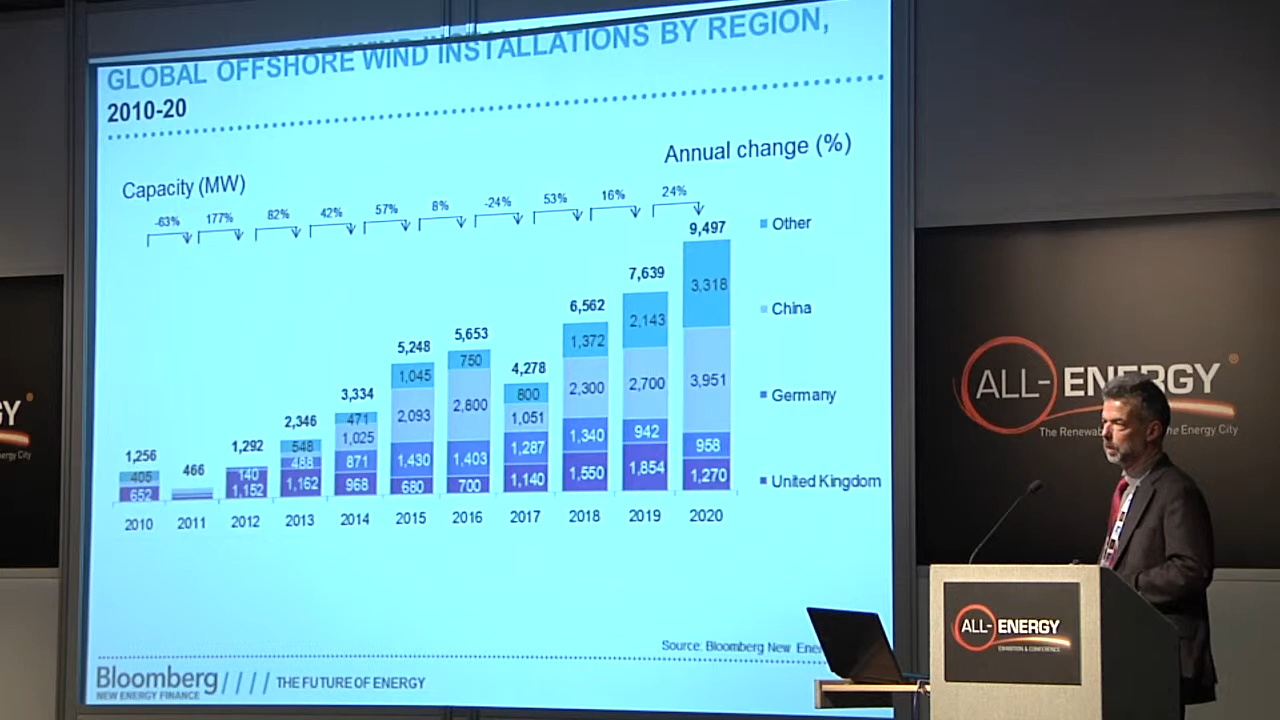 GLOBAL OFFSHORE WIND INSTALLATIONS BY REGION,
2010-20
Annual change (%)
Capacity (MW)
-63% 177% 82% 42% 57% 8% -24% 53% 16% 24%
1,256 466 1,292 2,346 3,334 5,248 5,653 4,278 6,562 7,639 9,497
405 548 471 1,045 750 800 1,372 2,143 3,318
488 1,025 2,093 2,800 1,051 2,300 2,700 3,951
140 871 1,430 1,403 1,287 1,340 942 958
652 1,152 1,162 968 680 700 1,140 1,550 1,854 1,270
2010 2011 2012 2013 2014 2015 2016 2017 2018 2019 2020
Other
China
Germany
United Kingdom
Source: Bloomberg New
Bloomberg //// THE FUTURE OF ENERGY
NEW ENERGY FINANCE
ALL-ENERGY
The he Energy City
ALL-ENERGY
EXHIBITION & CONFERENCE
GY
ergy City